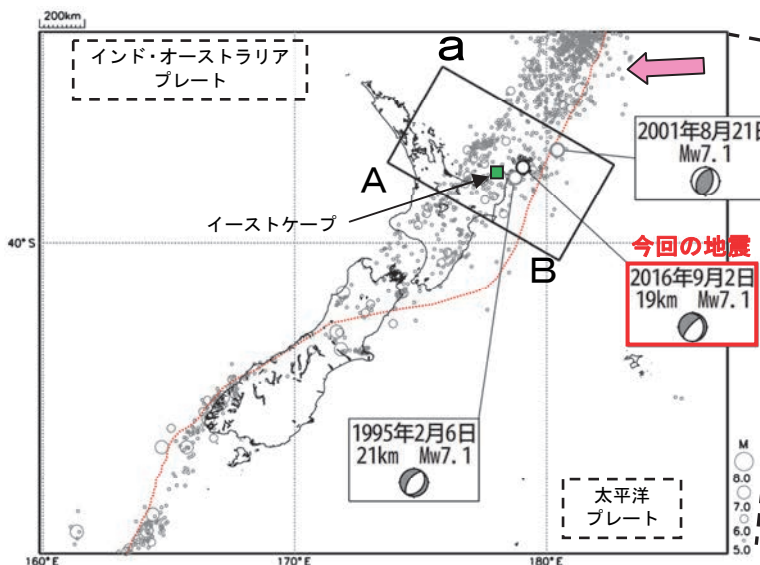 200km
インド・オーストラリア
プレート
a
2001年8月21日
Mw7.1
A
イーストケープ
40°S
B
今回の地震
2016年9月2日
19km Mw7.1
1995年2月6日
21km Mw7.1
太平洋
プレート
M
8.0
7.0
6.0
5.0
160°E
170°E
180°E